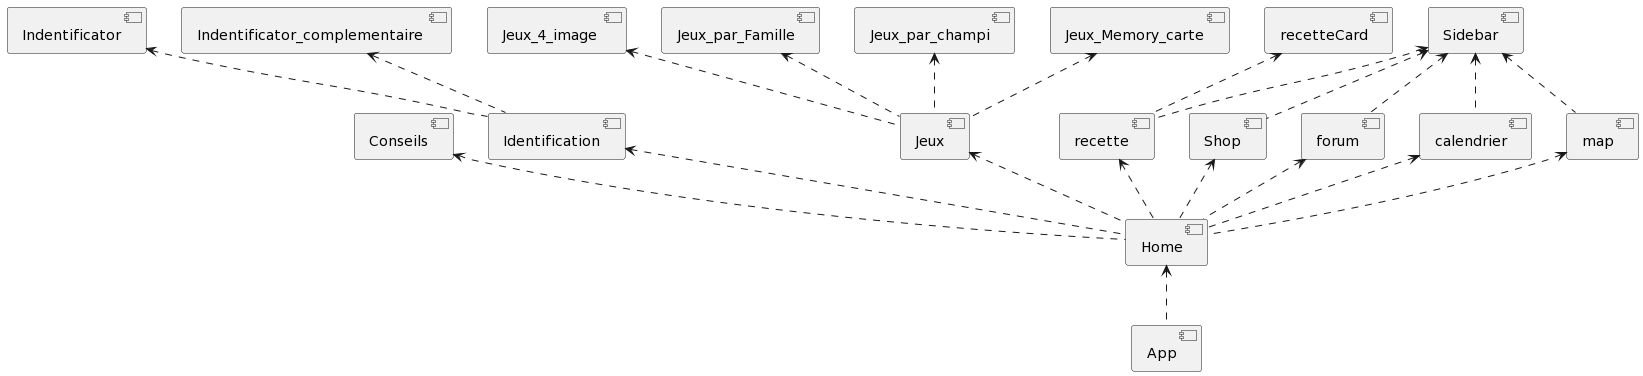 Indentificator
Indentificator_complementaire
Jeux_4_image
Jeux_par_Famille
Jeux_par_champi
Jeux_Memory_carte
recetteCard
Sidebar
Conseils
Identification
Jeux
recette
Shop
forum
calendrier
map
Home
App